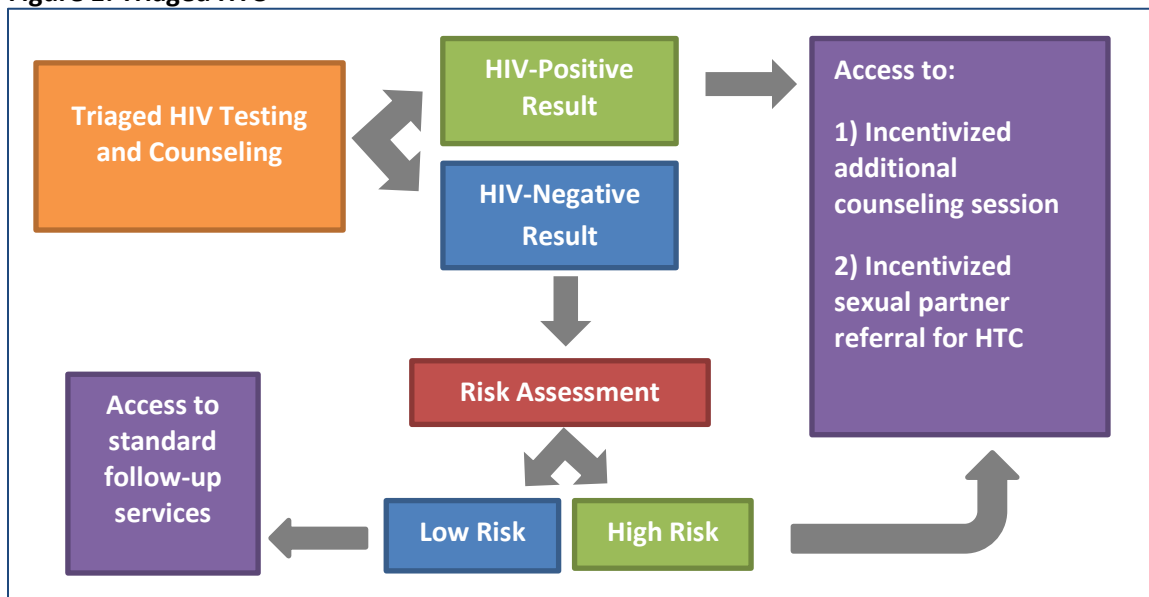 Triaged HIV Testing
and Counseling
HIV-Positive
Result
HIV-Negative
Result
Access to:
1) Incentivized
additional
counseling session
2) Incentivized
sexual partner
referral for HTC
Risk Assessment
Access to
standard
follow-up
services
Low Risk
High Risk